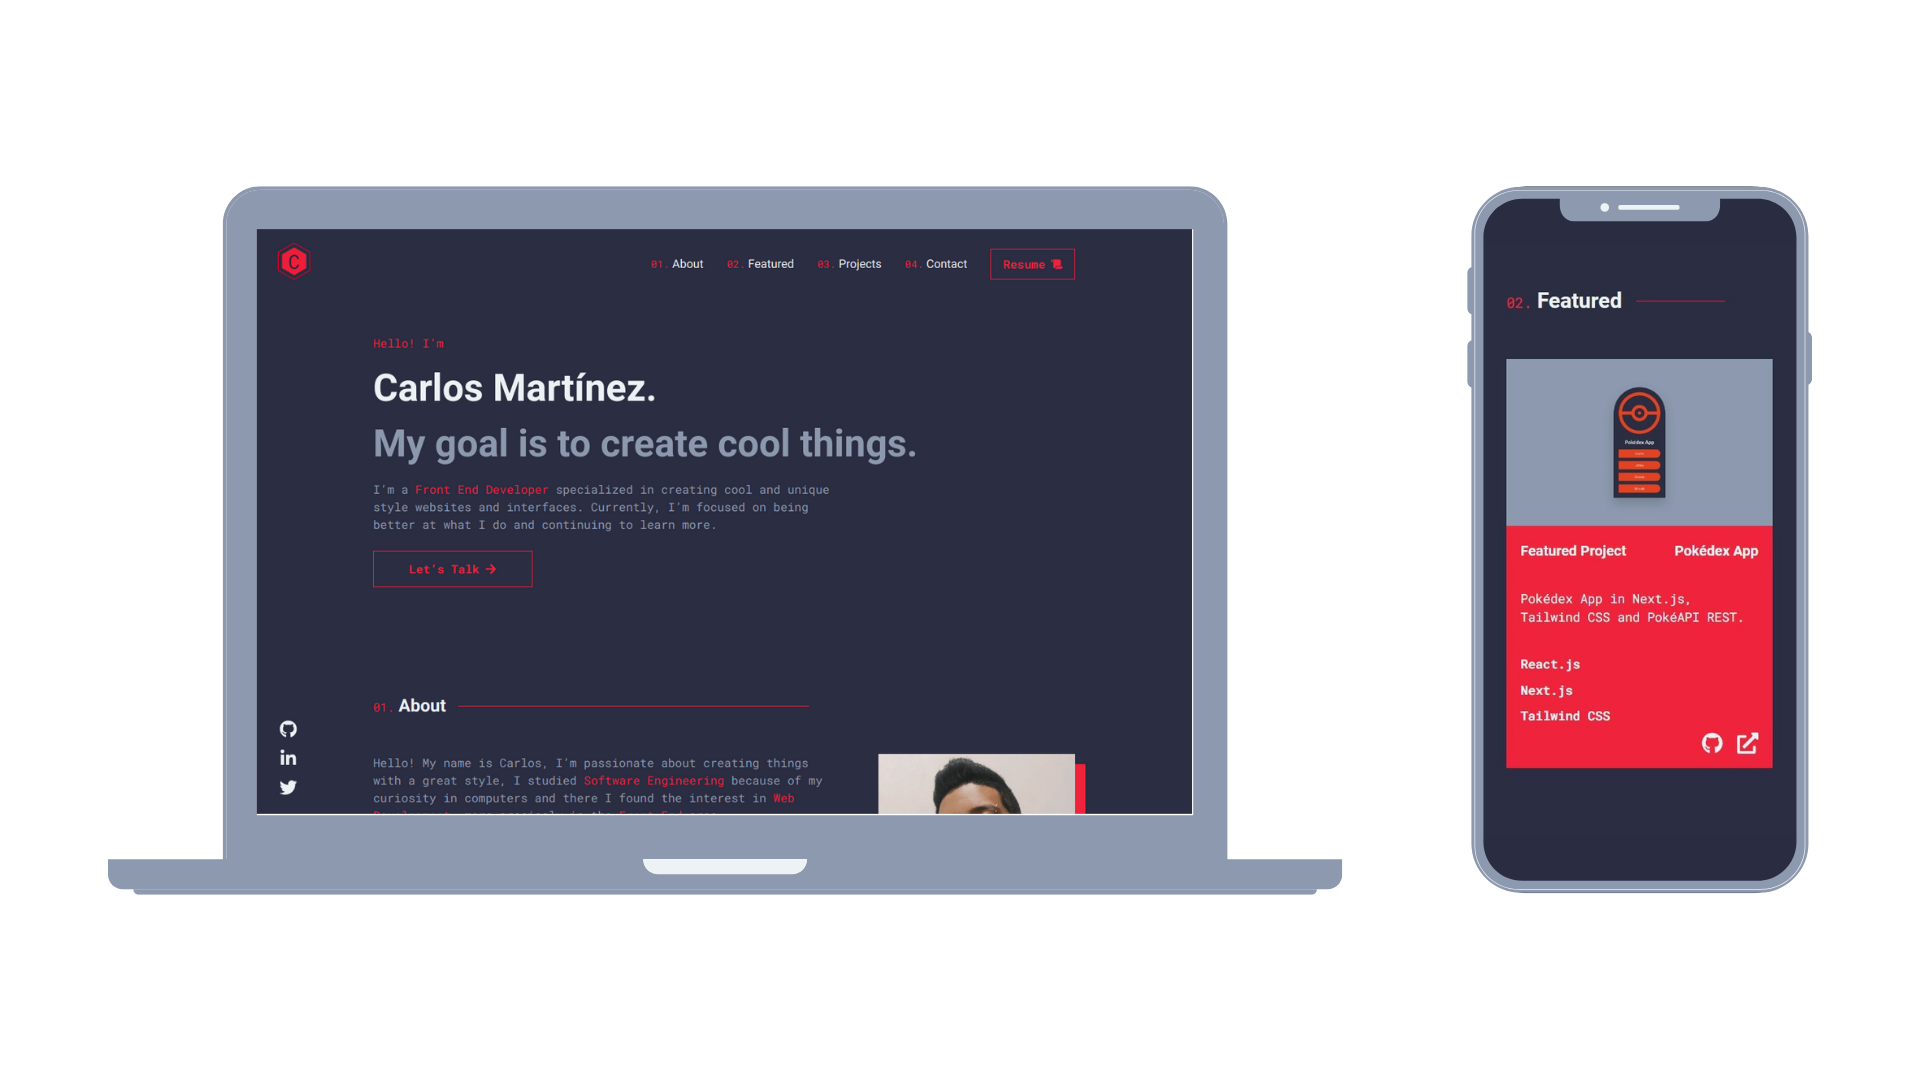 C
01. About
02. Featured
03. Projects
04. Contact
Resume
Hello! I'm
Carlos Martínez.
My goal is to create cool things.
I'm a Front End Developer specialized in creating cool and unique
style websites and interfaces. Currently, I'm focused on being
better at what I do and continuing to learn more.
Let's Talk
01. About
in
Hello! My name is Carlos, I'm passionate about creating things
with a great style, I studied Software Engineering because of my
curiosity in computers and there I found the interest in Web
02. Featured
Pokédex App
Featured Project
Pokédex App
Pokédex App in Next.js,
Tailwind CSS and PokéAPI REST.
React.js
Next.js
Tailwind CSS